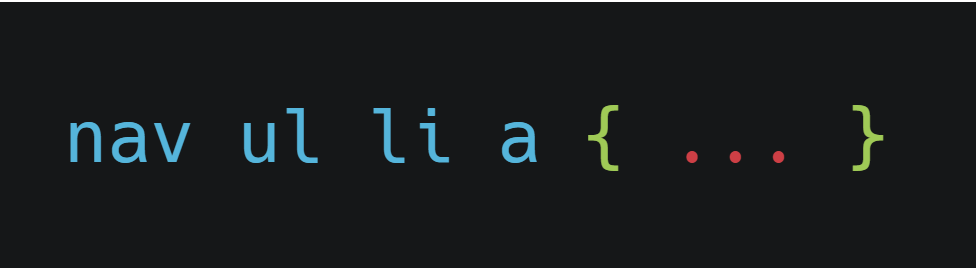 nav ul li a { ... }